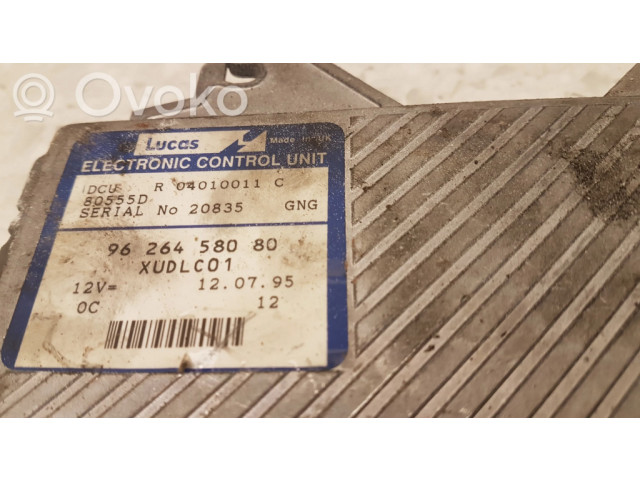 Ovoko
Lucas Made in UK
ELECTRONIC CONTROL UNIT
DCU R 04010011 C
80555D
SERIAL No 20835 GNG
96 264 580 80
XUDLC01
12V= 12.07.95
0C 12